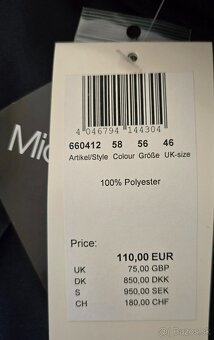 4 046794 144304
660412 58 56 46
Artikel/Style Colour Größe UK-size
100% Polyester
Price:
110,00 EUR
UK 75,00 GBP
DK 850,00 DKK
S 950,00 SEK
CH 180,00 CHF